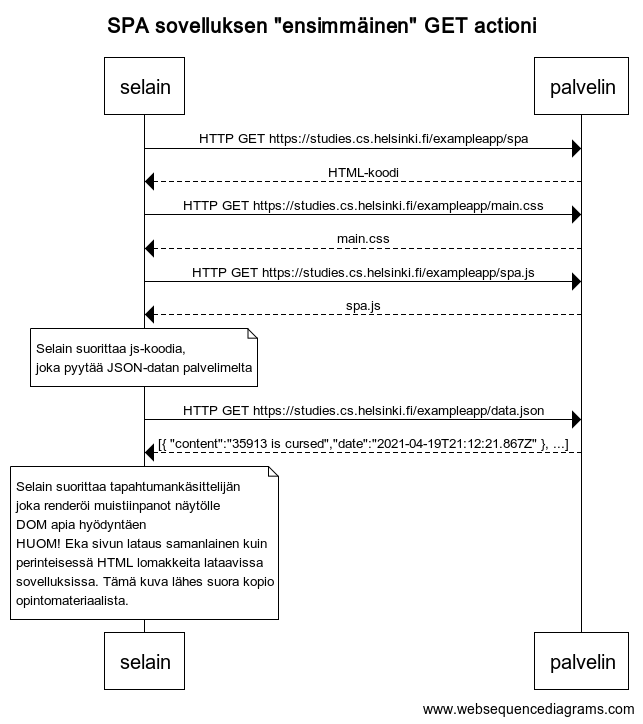 SPA sovelluksen "ensimmäinen" GET actioni
selain
palvelin
HTTP GET https://studies.cs.helsinki.fi/exampleapp/spa
HTML-koodi
HTTP GET https://studies.cs.helsinki.fi/exampleapp/main.css
main.css
HTTP GET https://studies.cs.helsinki.fi/exampleapp/spa.js
spa.js
Selain suorittaa js-koodia,
joka pyytää JSON-datan palvelimelta
HTTP GET https://studies.cs.helsinki.fi/exampleapp/data.json
[{ "content":"35913 is cursed","date":"2021-04-19T21:12:21.867Z" }, ...]
Selain suorittaa tapahtumankäsittelijän
joka renderöi muistiinpanot näytölle
DOM apia hyödyntäen
HUOM! Eka sivun lataus samanlainen kuin
perinteisessä HTML lomakkeita lataavissa
sovelluksissa. Tämä kuva lähes suora kopio
opintomateriaalista.
selain
palvelin
www.websequencediagrams.com